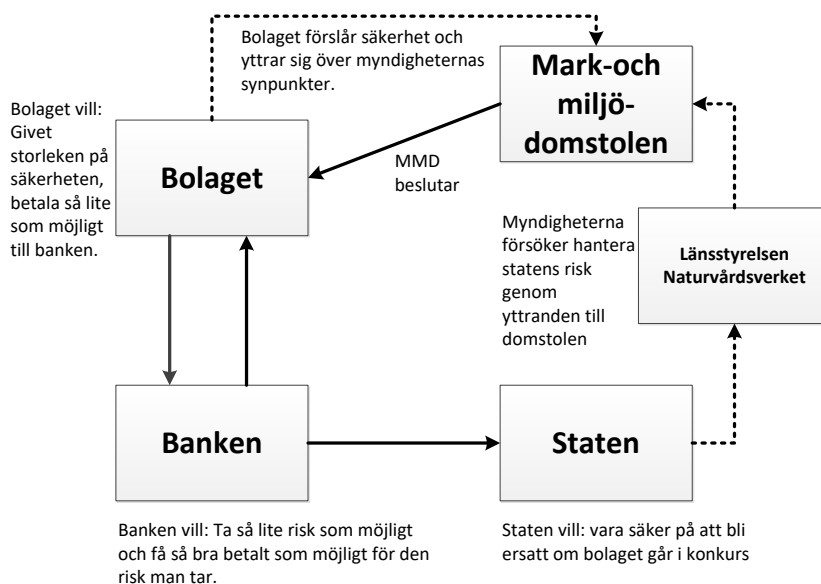 Bolaget förslår säkerhet och
yttrar sig över myndigheternas
synpunkter.
Mark-och
miljö-
domstolen
Bolaget vill:
Givet
storleken på
säkerheten,
betala så lite
som möjligt
till banken.
Bolaget
MMD
beslutar
Myndigheterna
försöker hantera
statens risk
genom
yttranden till
domstolen
Länsstyrelsen
Naturvårdsverket
Banken
Staten
Banken vill: Ta så lite risk som möjligt
och få så bra betalt som möjligt för den
risk man tar.
Staten vill: vara säker på att bli
ersatt om bolaget går i konkurs